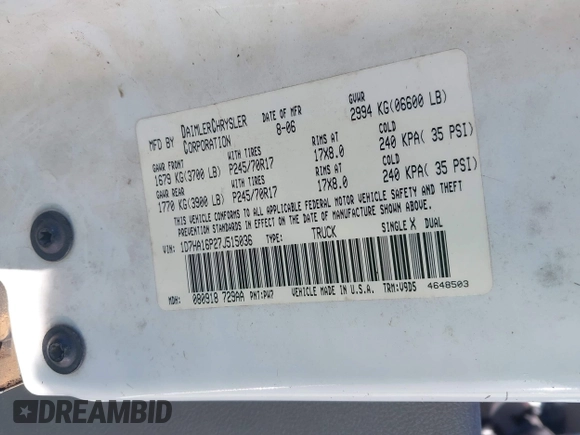 MFD BY DAIMLERCHRYSLER CORPORATION
DATE OF MFR 8-06
GVWR 2994 KG(06600 LB)
GAWR FRONT 1679 KG(3700 LB)
WITH TIRES P245/70R17
RIMS AT 17X8.0
COLD 240 KPA( 35 PSI)
GAWR REAR 1770 KG(3900 LB)
WITH TIRES P245/70R17
RIMS AT 17X8.0
COLD 240 KPA( 35 PSI)
THIS VEHICLE CONFORMS TO ALL APPLICABLE FEDERAL MOTOR VEHICLE SAFETY AND THEFT
PREVENTION STANDARDS IN EFFECT ON THE DATE OF MANUFACTURE SHOWN ABOVE.
VIN: 1D7HA16P27J515036 TYPE: TRUCK SINGLE X DUAL
MDH: 080918 729AA PNT:PW7 VEHICLE MADE IN U.S.A. TRM:V9D5 4648503
DREAMBID